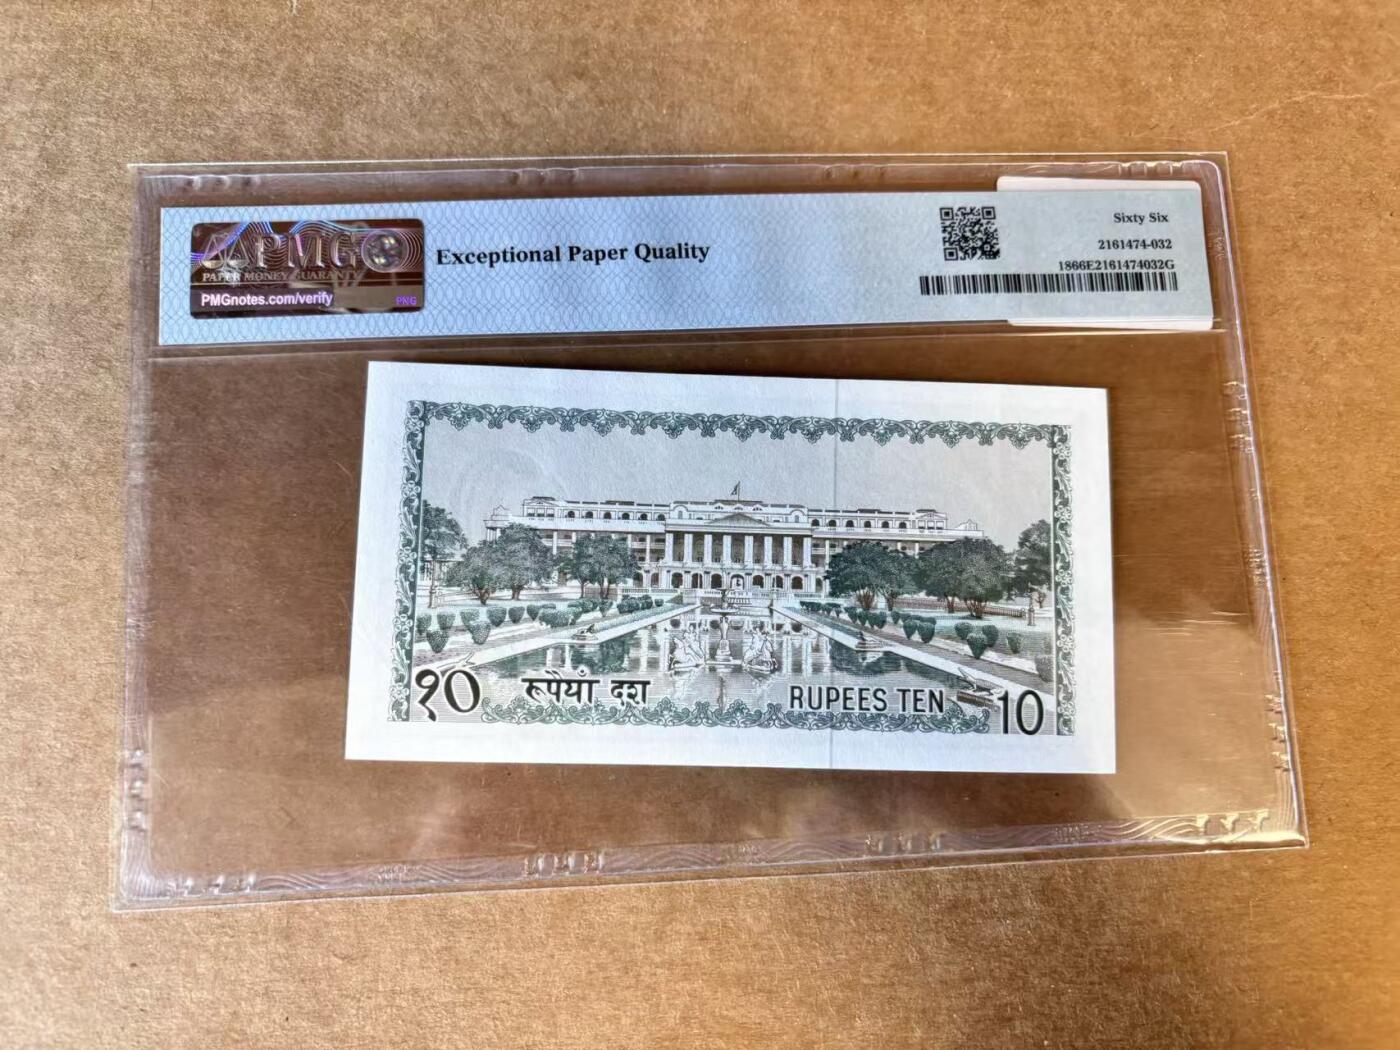 PMG
PAPER MONEY GUARANTY
PMGnotes.com/verify
PMG
Exceptional Paper Quality
Sixty Six
2161474-032
1866E2161474032G
१० रूपैयाँ दश RUPEES TEN 10